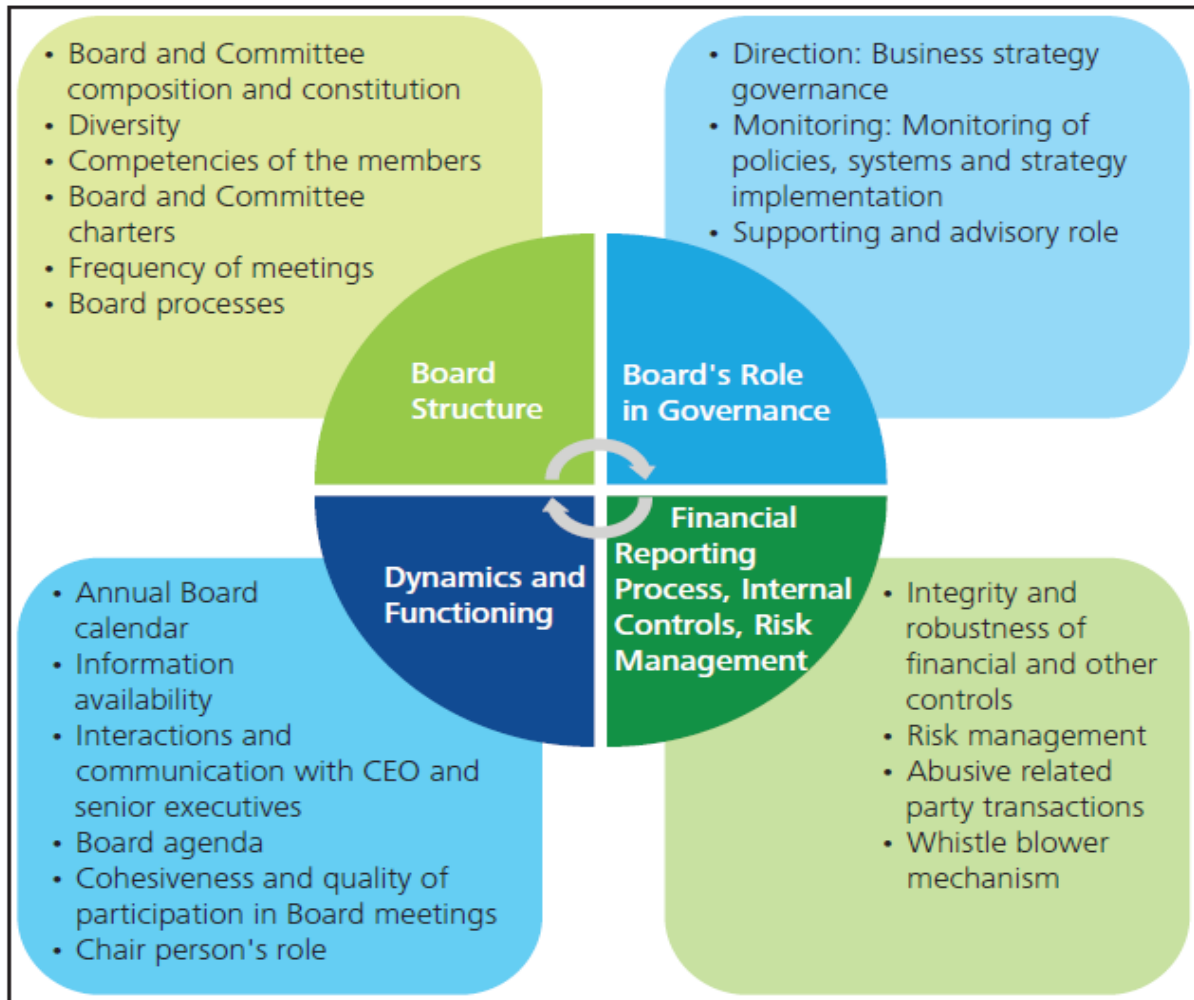 • Board and Committee
composition and constitution
• Diversity
• Competencies of the members
• Board and Committee
charters
• Frequency of meetings
• Board processes
• Direction: Business strategy
governance
• Monitoring: Monitoring of
policies, systems and strategy
implementation
• Supporting and advisory role
Board
Structure
Board's Role
in Governance
Dynamics and
Functioning
Financial
Reporting
Process, Internal
Controls, Risk
Management
• Annual Board
calendar
• Information
availability
• Interactions and
communication with CEO and
senior executives
• Board agenda
• Cohesiveness and quality of
participation in Board meetings
• Chair person's role
• Integrity and
robustness of
financial and other
controls
• Risk management
• Abusive related
party transactions
• Whistle blower
mechanism